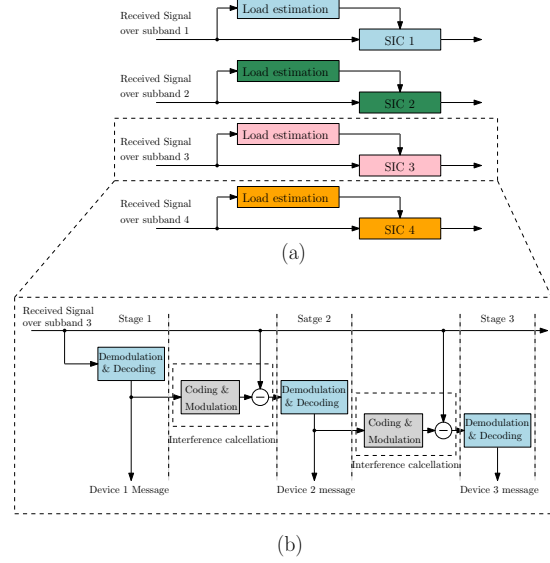 Received Signal
over subband 1
Load estimation
SIC 1
Received Signal
over subband 2
Load estimation
SIC 2
Received Signal
over subband 3
Load estimation
SIC 3
Received Signal
over subband 4
Load estimation
SIC 4
(a)
Received Signal
over subband 3
Stage 1
Satge 2
Stage 3
Demodulation
& Decoding
Coding &
Modulation
−
Interference calcellation
Demodulation
& Decoding
Coding &
Modulation
−
Interference calcellation
Demodulation
& Decoding
Device 1 Message
Device 2 message
Device 3 message
(b)